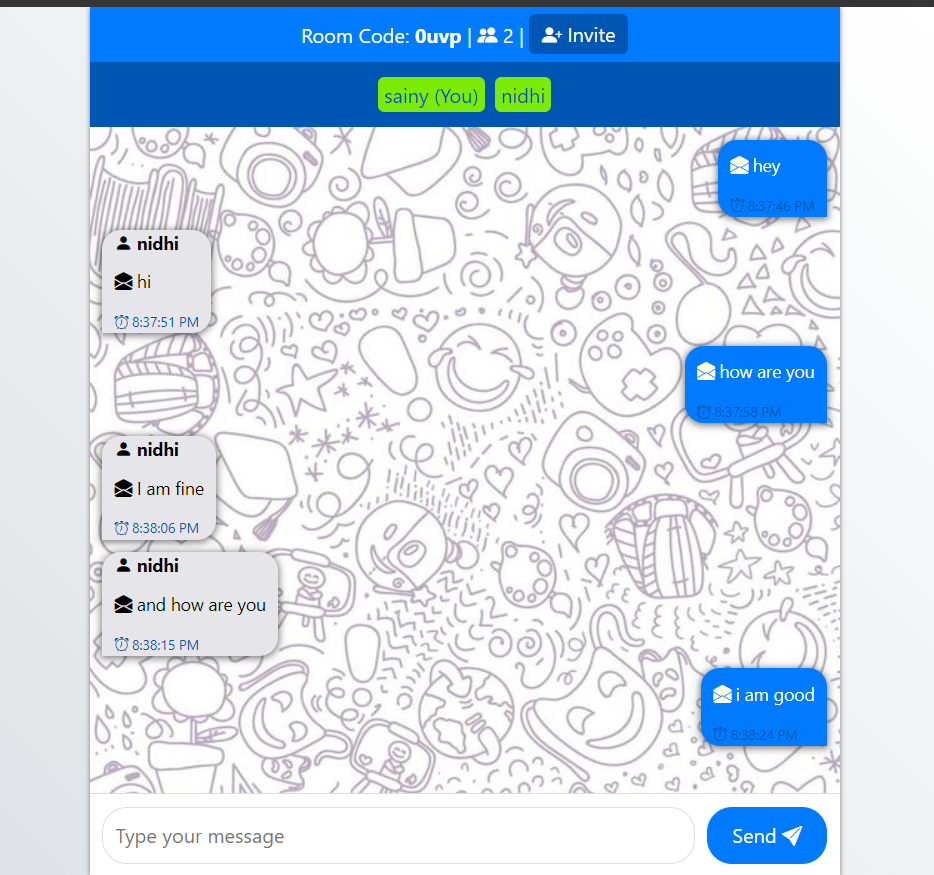 Room Code: 0uvp | 2 | Invite
sainy (You) nidhi
hey
8:37:46 PM
nidhi
hi
8:37:51 PM
how are you
8:37:58 PM
nidhi
I am fine
8:38:06 PM
nidhi
and how are you
8:38:15 PM
i am good
8:38:24 PM
Type your message
Send